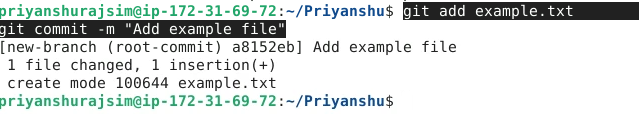 priyanshurajsim@ip-172-31-69-72:~/Priyanshu$ git add example.txt
git commit -m "Add example file"
[new-branch (root-commit) a8152eb] Add example file
 1 file changed, 1 insertion(+)
 create mode 100644 example.txt
priyanshurajsim@ip-172-31-69-72:~/Priyanshu$